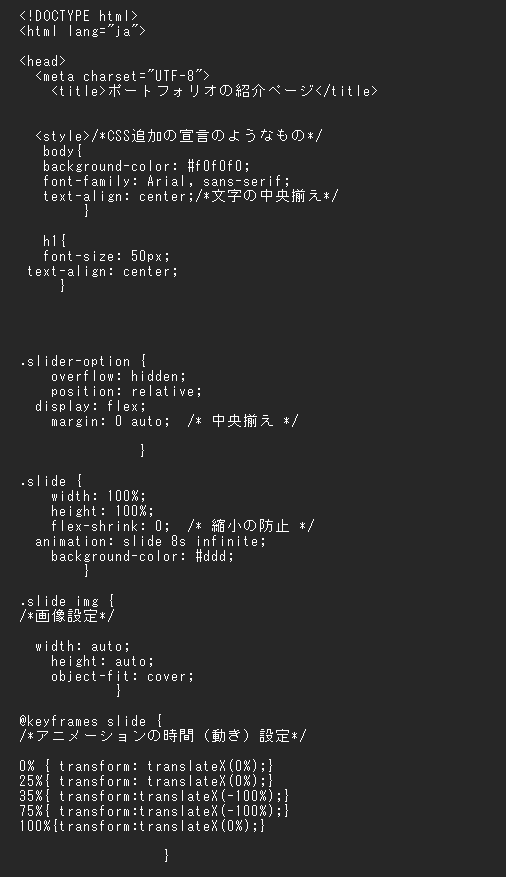 <!DOCTYPE html>
<html lang="ja">
<head>
<meta charset="UTF-8">
<title>ポートフォリオの紹介ページ</title>
<style>/*CSS追加の宣言のようなもの*/
body{
background-color: #f0f0f0;
font-family: Arial, sans-serif;
text-align: center;/*文字の中央揃え*/
}
h1{
font-size: 50px;
text-align: center;
}
.slider-option {
overflow: hidden;
position: relative;
display: flex;
margin: 0 auto;  /* 中央揃え */
}
.slide {
width: 100%;
height: 100%;
flex-shrink: 0;  /* 縮小の防止 */
animation: slide 8s infinite;
background-color: #ddd;
}
.slide img {
/*画像設定*/
width: auto;
height: auto;
object-fit: cover;
}
@keyframes slide {
/*アニメーションの時間（動き）設定*/
0% { transform: translateX(0%);}
25%{ transform: translateX(0%);}
35%{ transform:translateX(-100%);}
75%{ transform:translateX(-100%);}
100%{transform:translateX(0%);}
}